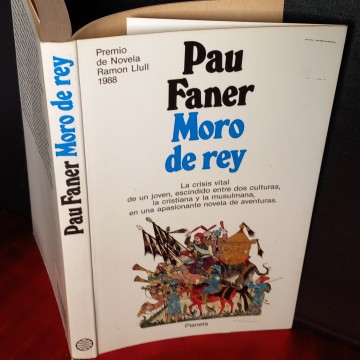 Premio
de Novela
Ramon Llull
1988
Pau
Faner
Moro
de rey
La crisis vital
de un joven, escindido entre dos culturas,
la cristiana y la musulmana,
en una apasionante novela de aventuras.
Planeta
Pau Faner Moro de rey